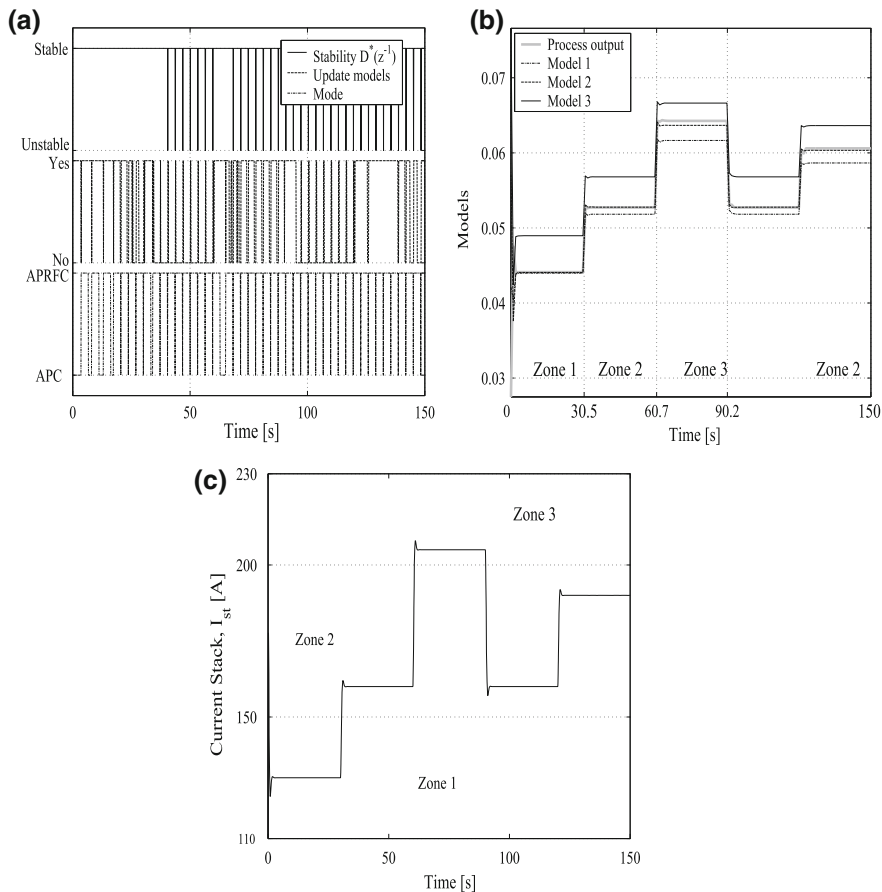 (a)
Stable
Unstable
Yes
No
APRFC
APC
Stability D*(z-1)
Update models
Mode
0
50
100
150
Time [s]
(b)
Models
0.07
0.06
0.05
0.04
0.03
Process output
Model 1
Model 2
Model 3
Zone 1
Zone 2
Zone 3
Zone 2
0
30.5
60.7
90.2
150
Time [s]
(c)
Current Stack, I_st [A]
230
200
150
110
Zone 3
Zone 2
Zone 1
0
50
100
150
Time [s]